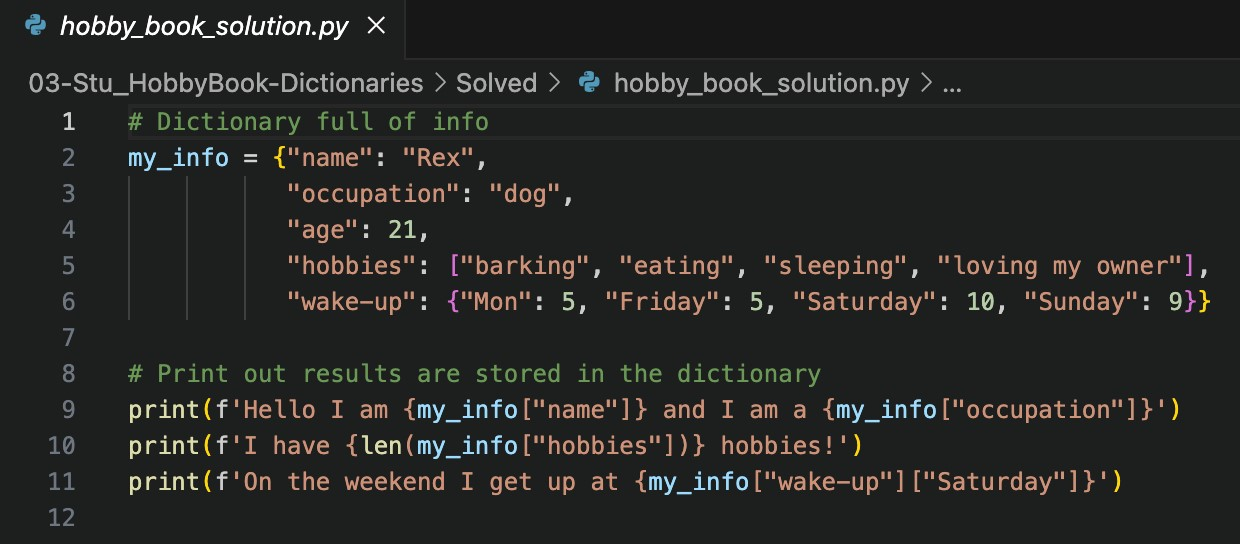 hobby_book_solution.py ×
03-Stu_HobbyBook-Dictionaries > Solved > hobby_book_solution.py > ...
1 # Dictionary full of info
2 my_info = {"name": "Rex",
3            "occupation": "dog",
4            "age": 21,
5            "hobbies": ["barking", "eating", "sleeping", "loving my owner"],
6            "wake-up": {"Mon": 5, "Friday": 5, "Saturday": 10, "Sunday": 9}}
7
8 # Print out results are stored in the dictionary
9 print(f'Hello I am {my_info["name"]} and I am a {my_info["occupation"]}')
10 print(f'I have {len(my_info["hobbies"])} hobbies!')
11 print(f'On the weekend I get up at {my_info["wake-up"]["Saturday"]}')
12